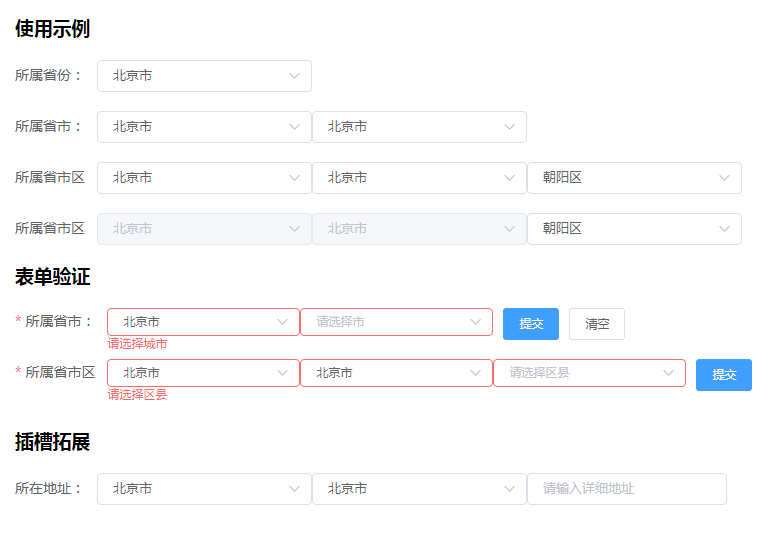 使用示例
所属省份： 北京市
所属省市： 北京市 北京市
所属省市区 北京市 北京市 朝阳区
所属省市区 北京市 北京市 朝阳区
表单验证
* 所属省市： 北京市 请选择市 提交 清空
请选择城市
* 所属省市区 北京市 北京市 请选择区县 提交
请选择区县
插槽拓展
所在地址： 北京市 北京市 请输入详细地址